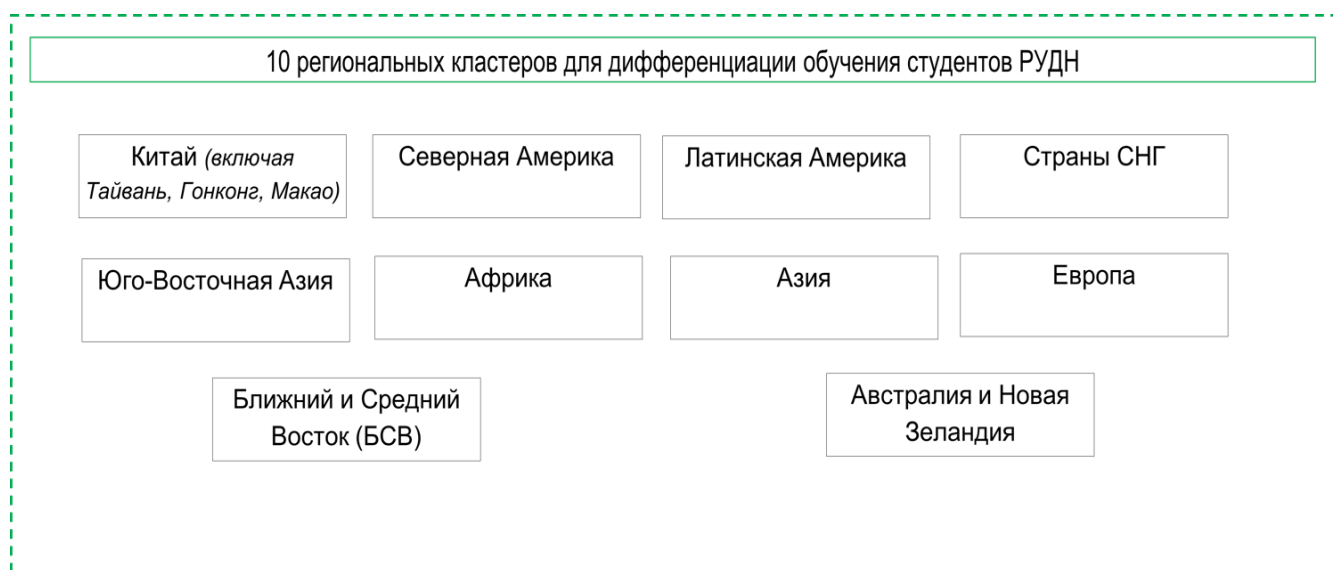 10 региональных кластеров для дифференциации обучения студентов РУДН
Китай (включая
Тайвань, Гонконг, Макао)
Северная Америка
Латинская Америка
Страны СНГ
Юго-Восточная Азия
Африка
Азия
Европа
Ближний и Средний
Восток (БСВ)
Австралия и Новая
Зеландия